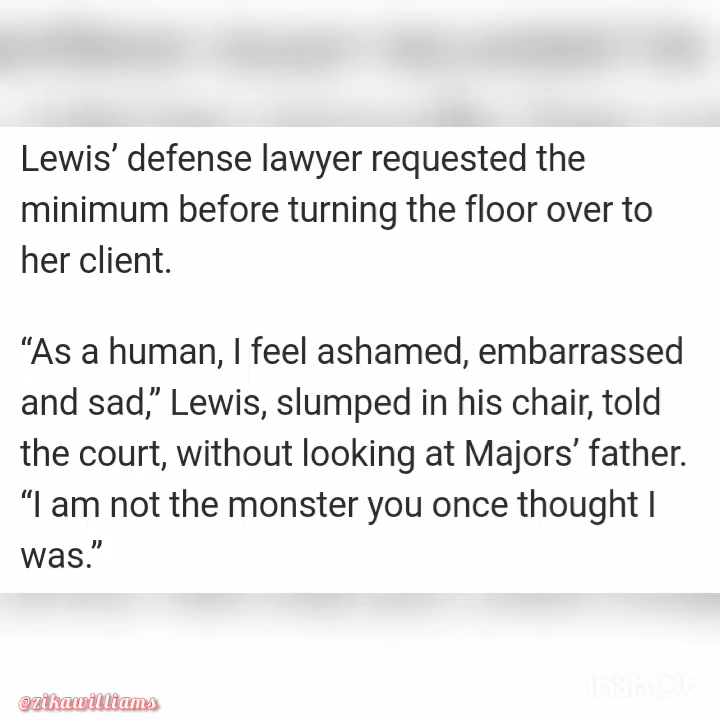 Lewis’ defense lawyer requested the
minimum before turning the floor over to
her client.
“As a human, I feel ashamed, embarrassed
and sad,” Lewis, slumped in his chair, told
the court, without looking at Majors’ father.
“I am not the monster you once thought I
was.”
@zikawilliams